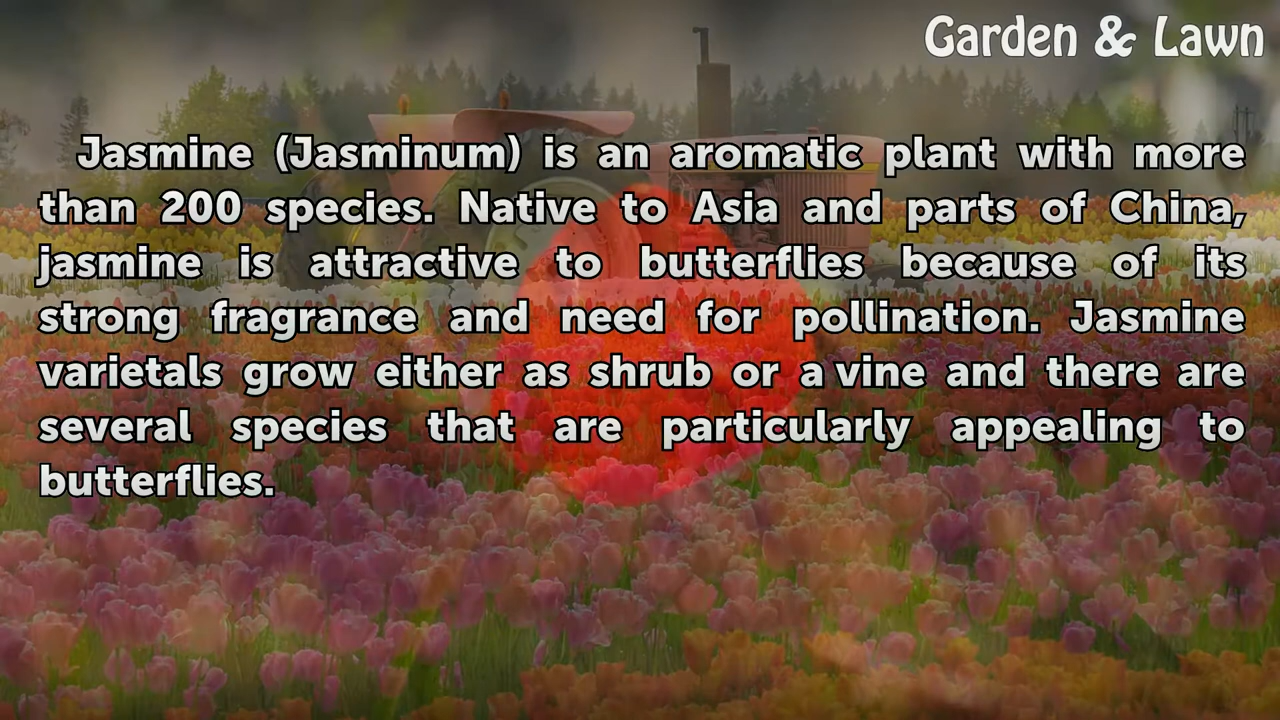 Garden & Lawn
Jasmine (Jasminum) is an aromatic plant with more
than 200 species. Native to Asia and parts of China,
jasmine is attractive to butterflies because of its
strong fragrance and need for pollination. Jasmine
varietals grow either as shrub or a vine and there are
several species that are particularly appealing to
butterflies.